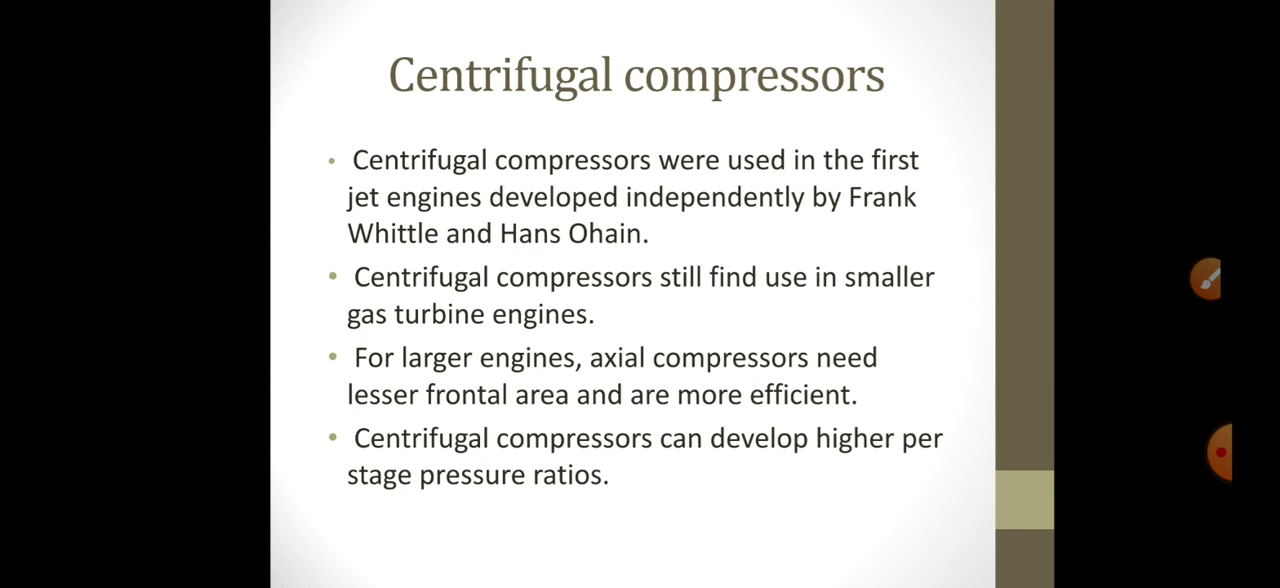 Centrifugal compressors
• Centrifugal compressors were used in the first
jet engines developed independently by Frank
Whittle and Hans Ohain.
• Centrifugal compressors still find use in smaller
gas turbine engines.
• For larger engines, axial compressors need
lesser frontal area and are more efficient.
• Centrifugal compressors can develop higher per
stage pressure ratios.